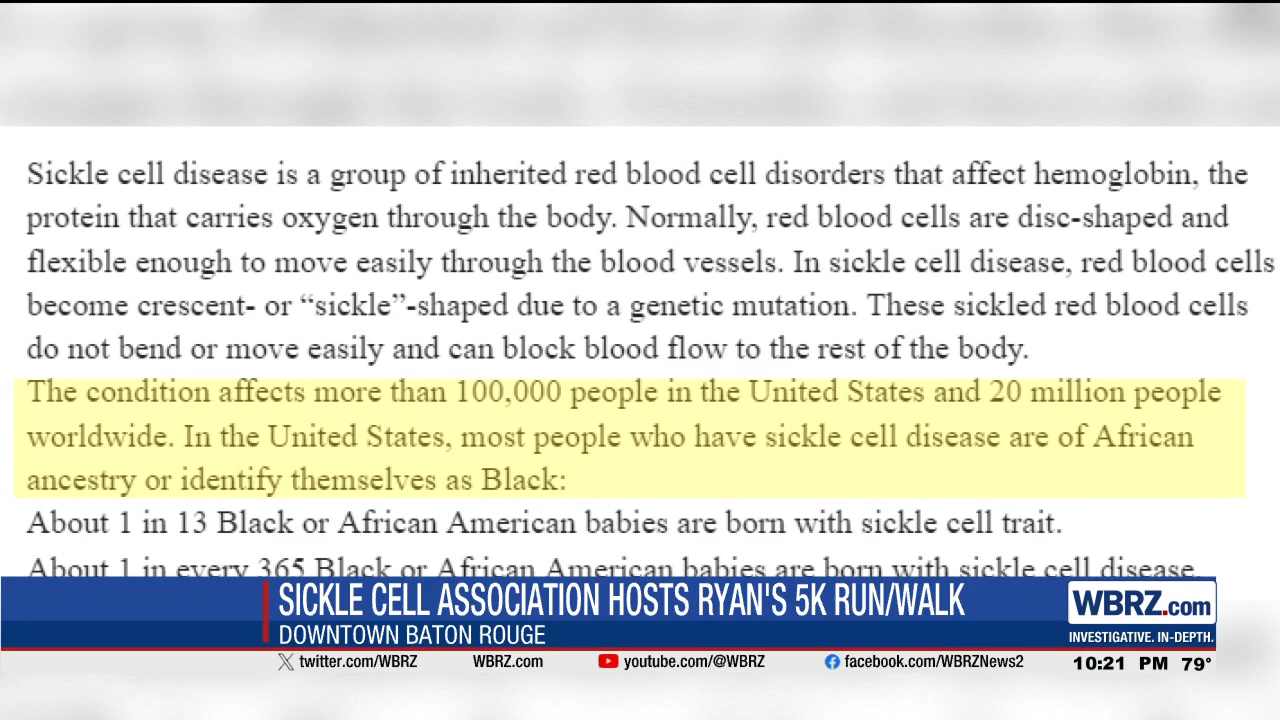 Sickle cell disease is a group of inherited red blood cell disorders that affect hemoglobin, the
protein that carries oxygen through the body. Normally, red blood cells are disc-shaped and
flexible enough to move easily through the blood vessels. In sickle cell disease, red blood cells
become crescent- or “sickle”-shaped due to a genetic mutation. These sickled red blood cells
do not bend or move easily and can block blood flow to the rest of the body.
The condition affects more than 100,000 people in the United States and 20 million people
worldwide. In the United States, most people who have sickle cell disease are of African
ancestry or identify themselves as Black:
About 1 in 13 Black or African American babies are born with sickle cell trait.
About 1 in every 365 Black or African American babies are born with sickle cell disease.
SICKLE CELL ASSOCIATION HOSTS RYAN'S 5K RUN/WALK
DOWNTOWN BATON ROUGE
WBRZ.com
INVESTIGATIVE. IN-DEPTH.
twitter.com/WBRZ WBRZ.com youtube.com/@WBRZ facebook.com/WBRZNews2 10:21 PM 79°